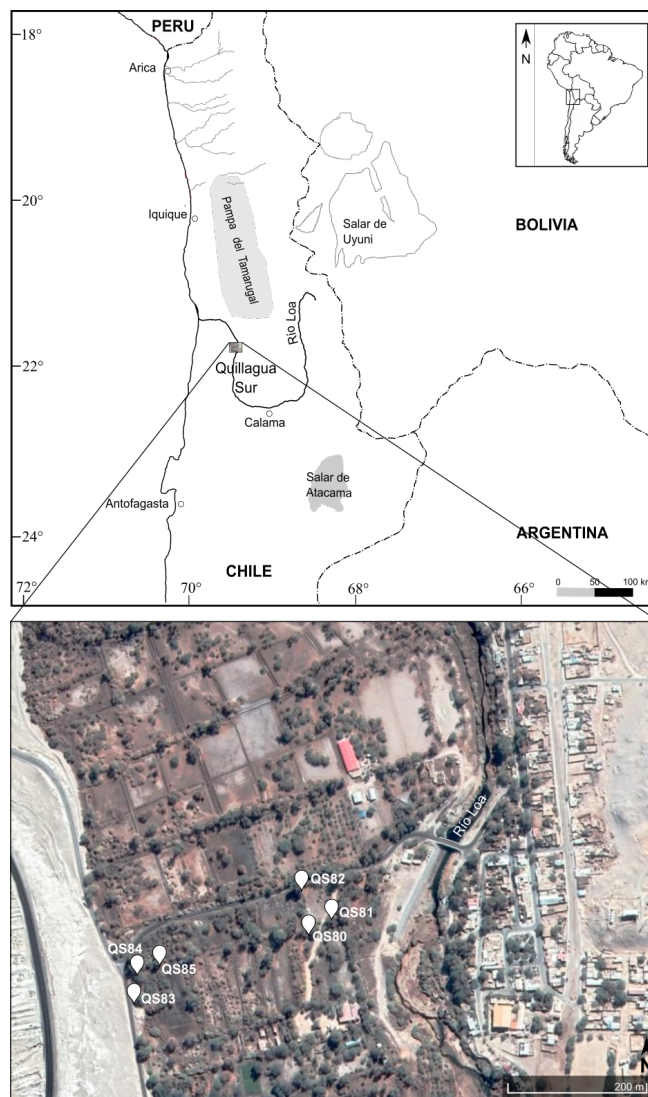 PERU
18°
Arica
N
20°
Iquique
Pampa del Tamarugal
Salar de
Uyuni
BOLIVIA
Río Loa
22°
Quillagua
Sur
Calama
Salar de
Atacama
Antofagasta
24°
ARGENTINA
CHILE
72°
70°
68°
66°
0 50 100 km
Río Loa
QS82
QS81
QS80
QS84
QS85
QS83
N
200 m